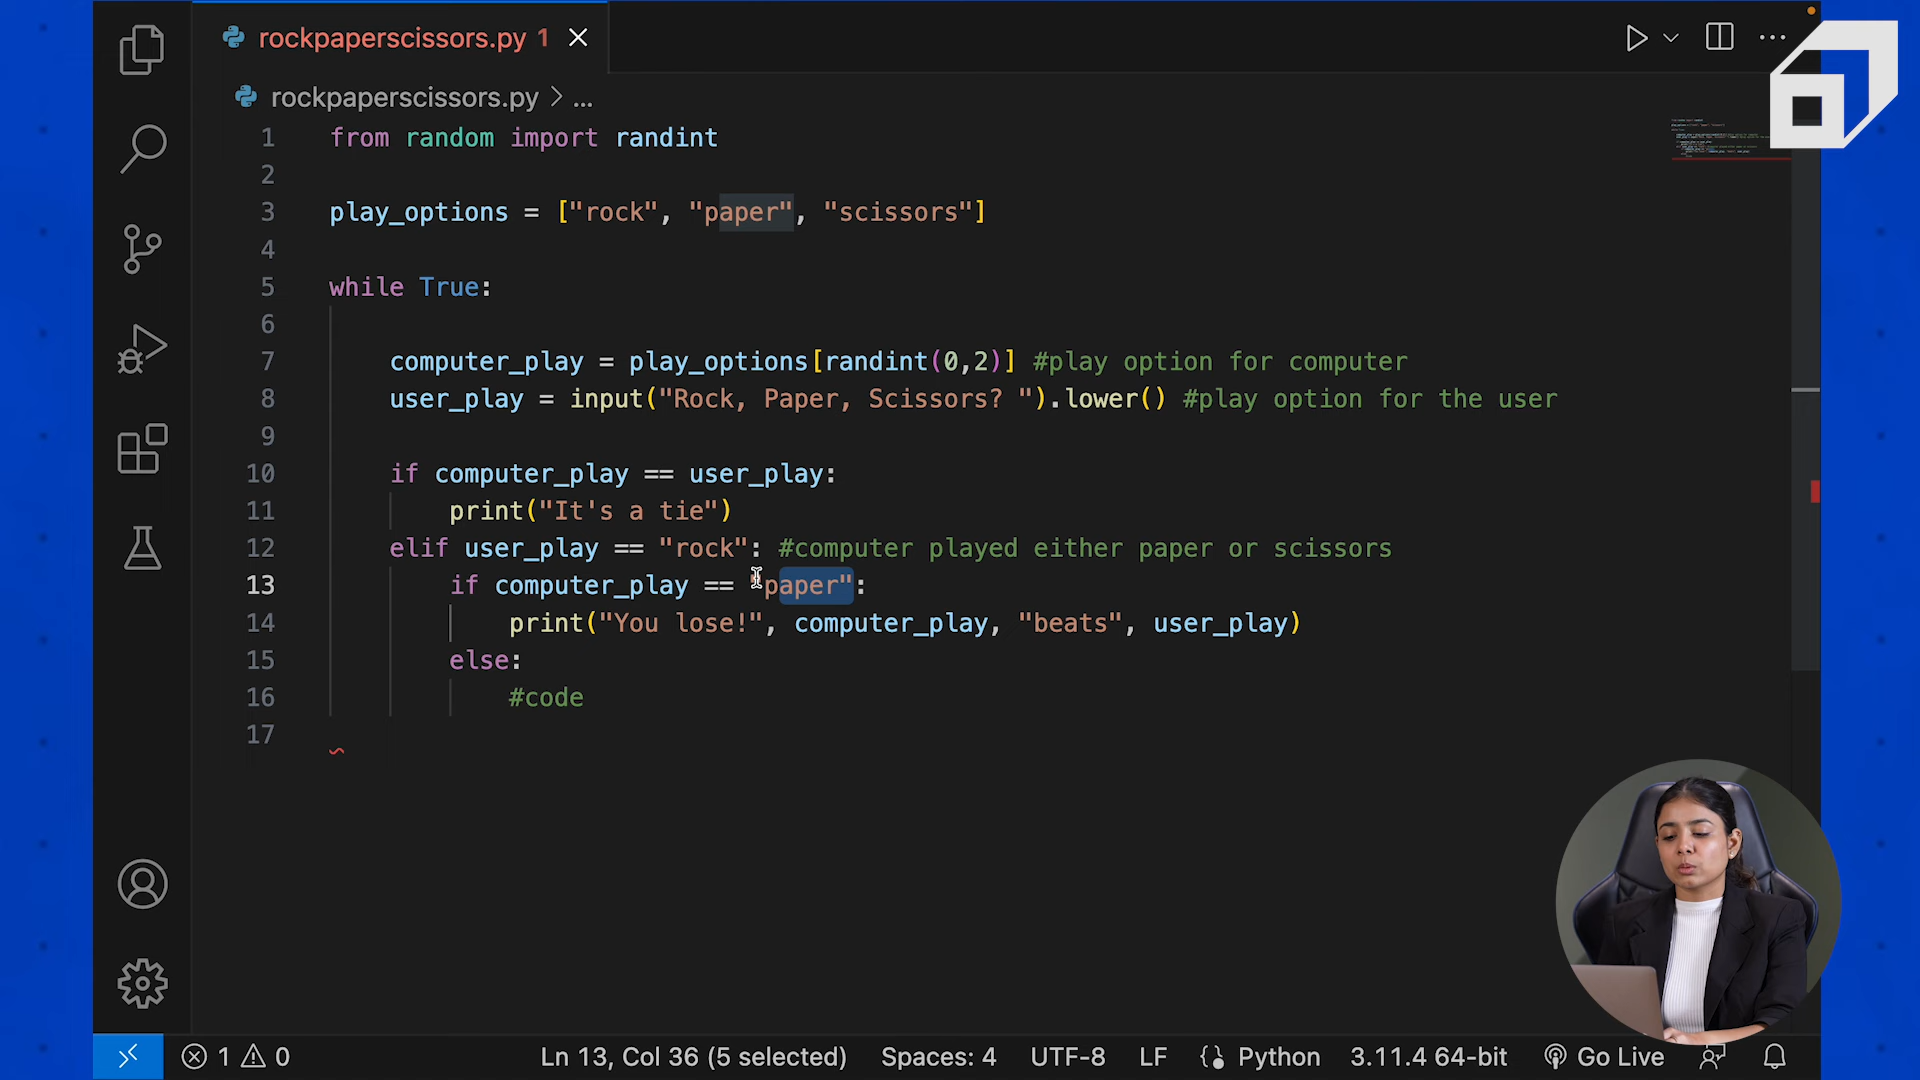 rockpaperscissors.py 1
rockpaperscissors.py > ...
1 from random import randint
2
3 play_options = ["rock", "paper", "scissors"]
4
5 while True:
6
7 computer_play = play_options[randint(0,2)] #play option for computer
8 user_play = input("Rock, Paper, Scissors? ").lower() #play option for the user
9
10 if computer_play == user_play:
11 print("It's a tie")
12 elif user_play == "rock": #computer played either paper or scissors
13 if computer_play == "paper":
14 print("You lose!", computer_play, "beats", user_play)
15 else:
16 #code
17
1 0 Ln 13, Col 36 (5 selected) Spaces: 4 UTF-8 LF Python 3.11.4 64-bit Go Live